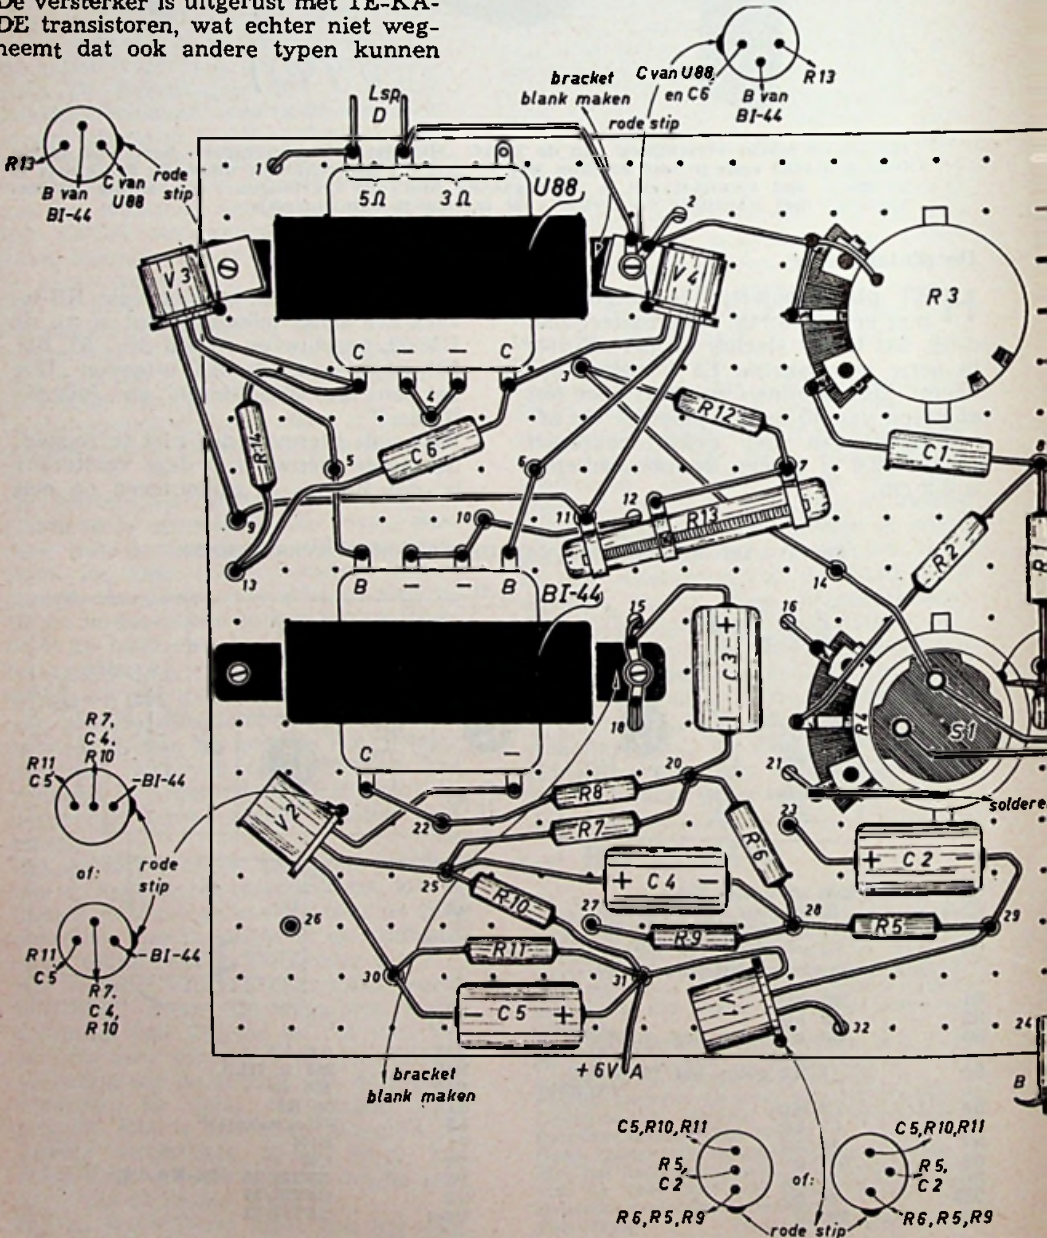 De versterker is uitgerust met TE-KA-
DE transistoren, wat echter niet weg-
neemt dat ook andere typen kunnen
R13
B van
BI-44
C van
U88
rode
stip
Lsp
D
bracket
blank maken
C van U88,
en C6
rode stip
B van
BI-44
R13
1
5Ω
3Ω
U88
2
V3
V4
R3
C
–
–
C
3
4
R14
C6
5
6
R12
7
C1
8
9
10
11
12
R13
R2
R1
13
14
B
–
–
B
BI-44
15
16
+
C3
–
18
R4
S1
C
–
R7,
C4,
R10
R11
C5
-BI-44
of:
rode
stip
R11
C5
-BI-44
R7,
C4,
R10
V2
22
R8
R7
20
21
23
soldere
25
R6
+ C4 –
+ C2 –
R10
26
27
28
29
R9
R5
30
R11
31
– C5 +
V1
32
24
B
+6V A
bracket
blank maken
C5,R10,R11
R5,
C2
R6,R5,R9
of:
C5,R10,R11
R5,
C2
R6,R5,R9
rode stip